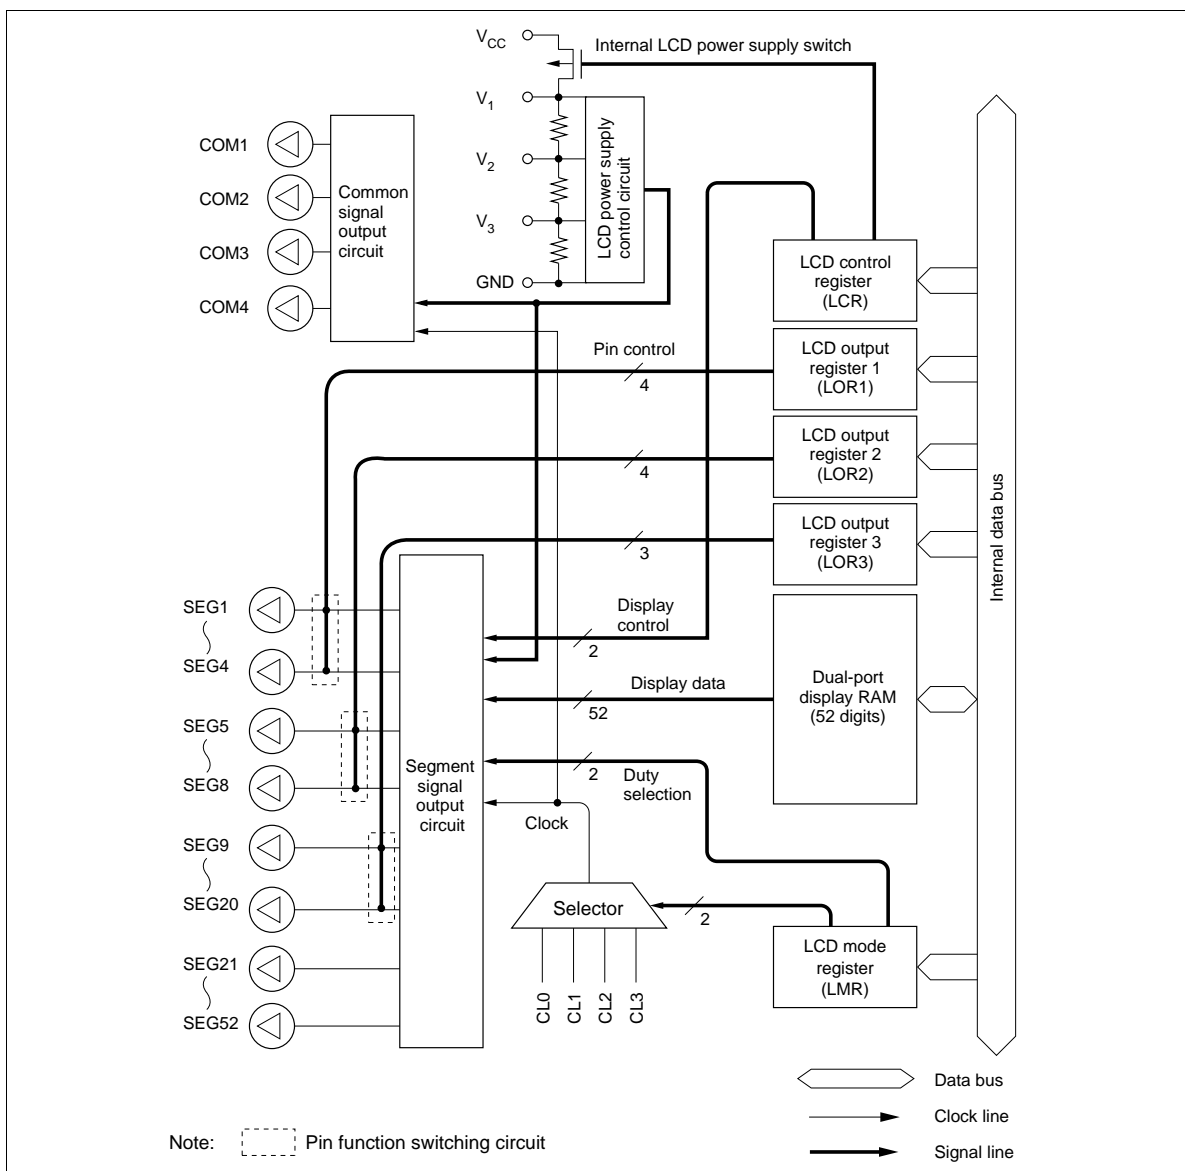 VCC
Internal LCD power supply switch
V1
V2
V3
GND
LCD power supply
control circuit
COM1
COM2
COM3
COM4
Common
signal
output
circuit
LCD control
register
(LCR)
Pin control
4
LCD output
register 1
(LOR1)
4
LCD output
register 2
(LOR2)
3
LCD output
register 3
(LOR3)
Internal data bus
SEG1
SEG4
SEG5
SEG8
SEG9
SEG20
SEG21
SEG52
Segment
signal
output
circuit
Display
control
2
Display data
52
Dual-port
display RAM
(52 digits)
2
Duty
selection
Clock
Selector
2
CL0
CL1
CL2
CL3
LCD mode
register
(LMR)
Data bus
Clock line
Signal line
Note:
Pin function switching circuit